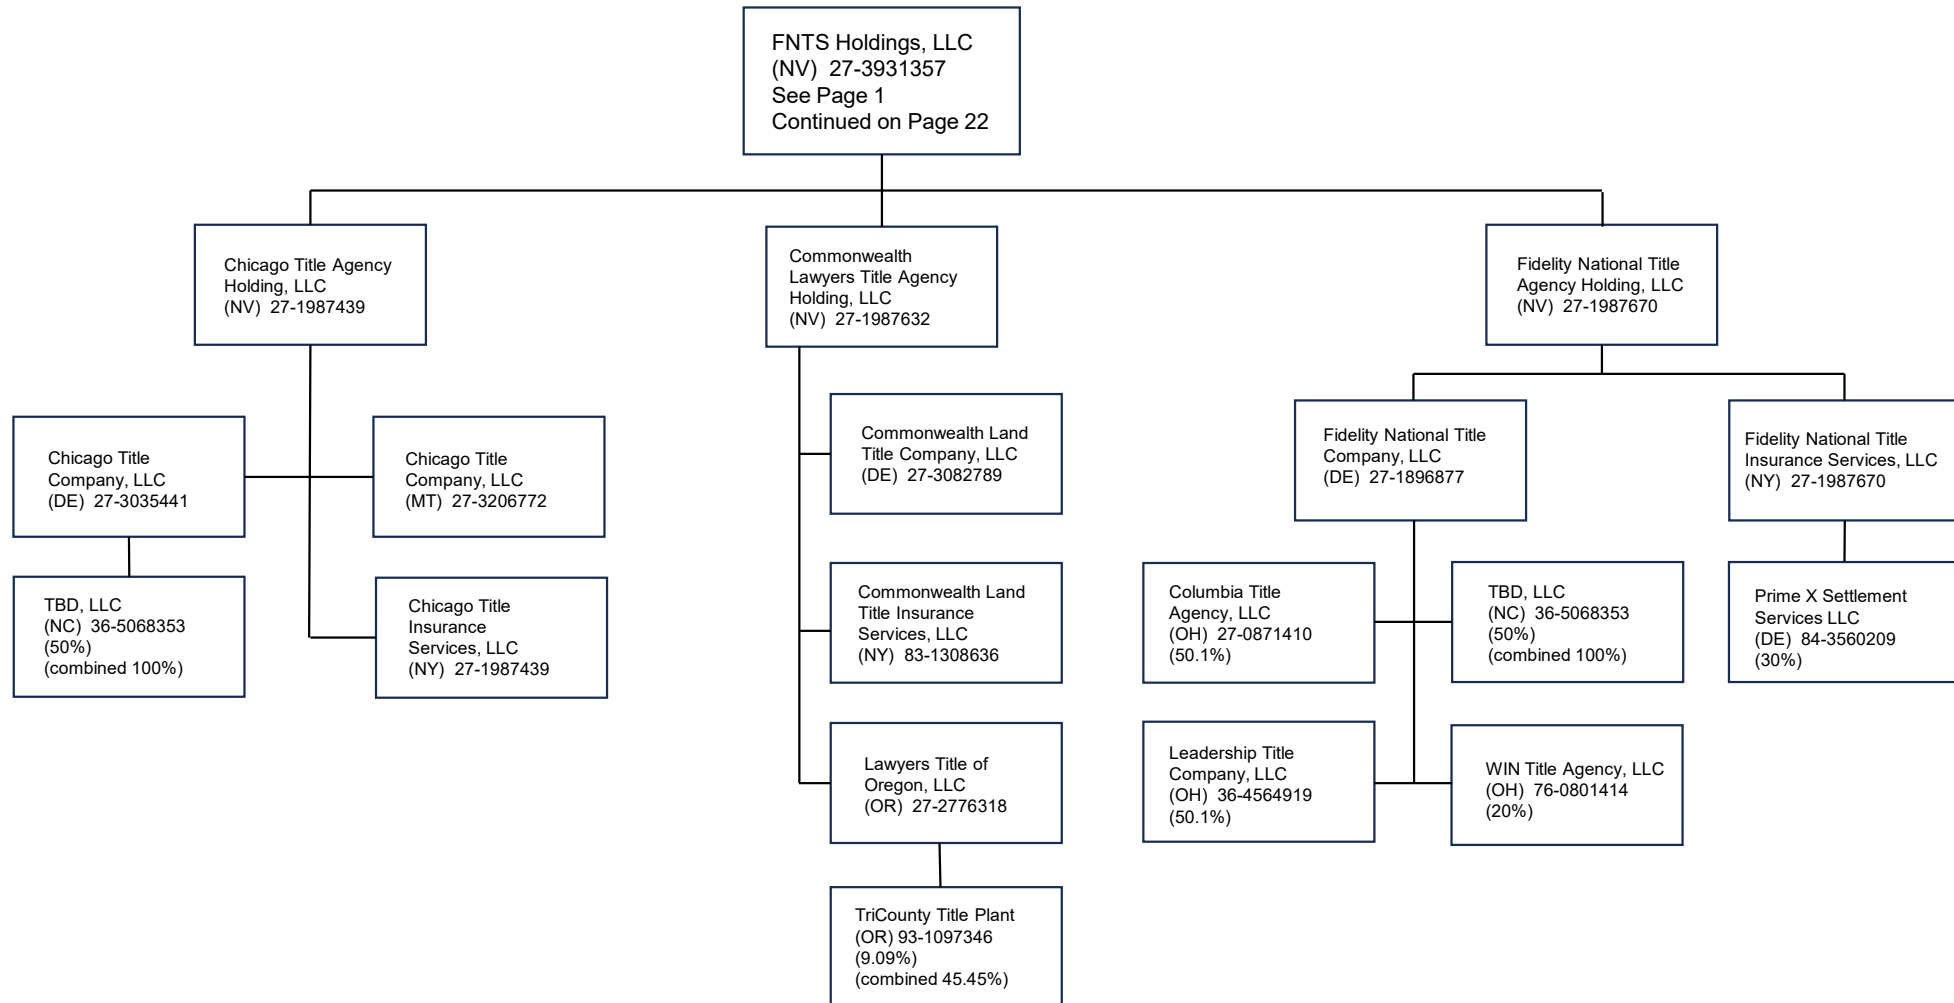 FNTS Holdings, LLC
(NV) 27-3931357
See Page 1
Continued on Page 22
Chicago Title Agency
Holding, LLC
(NV) 27-1987439
Commonwealth
Lawyers Title Agency
Holding, LLC
(NV) 27-1987632
Fidelity National Title
Agency Holding, LLC
(NV) 27-1987670
Chicago Title
Company, LLC
(DE) 27-3035441
Chicago Title
Company, LLC
(MT) 27-3206772
TBD, LLC
(NC) 36-5068353
(50%)
(combined 100%)
Chicago Title
Insurance
Services, LLC
(NY) 27-1987439
Commonwealth Land
Title Company, LLC
(DE) 27-3082789
Commonwealth Land
Title Insurance
Services, LLC
(NY) 83-1308636
Lawyers Title of
Oregon, LLC
(OR) 27-2776318
TriCounty Title Plant
(OR) 93-1097346
(9.09%)
(combined 45.45%)
Fidelity National Title
Company, LLC
(DE) 27-1896877
Fidelity National Title
Insurance Services, LLC
(NY) 27-1987670
Columbia Title
Agency, LLC
(OH) 27-0871410
(50.1%)
TBD, LLC
(NC) 36-5068353
(50%)
(combined 100%)
Prime X Settlement
Services LLC
(DE) 84-3560209
(30%)
Leadership Title
Company, LLC
(OH) 36-4564919
(50.1%)
WIN Title Agency, LLC
(OH) 76-0801414
(20%)